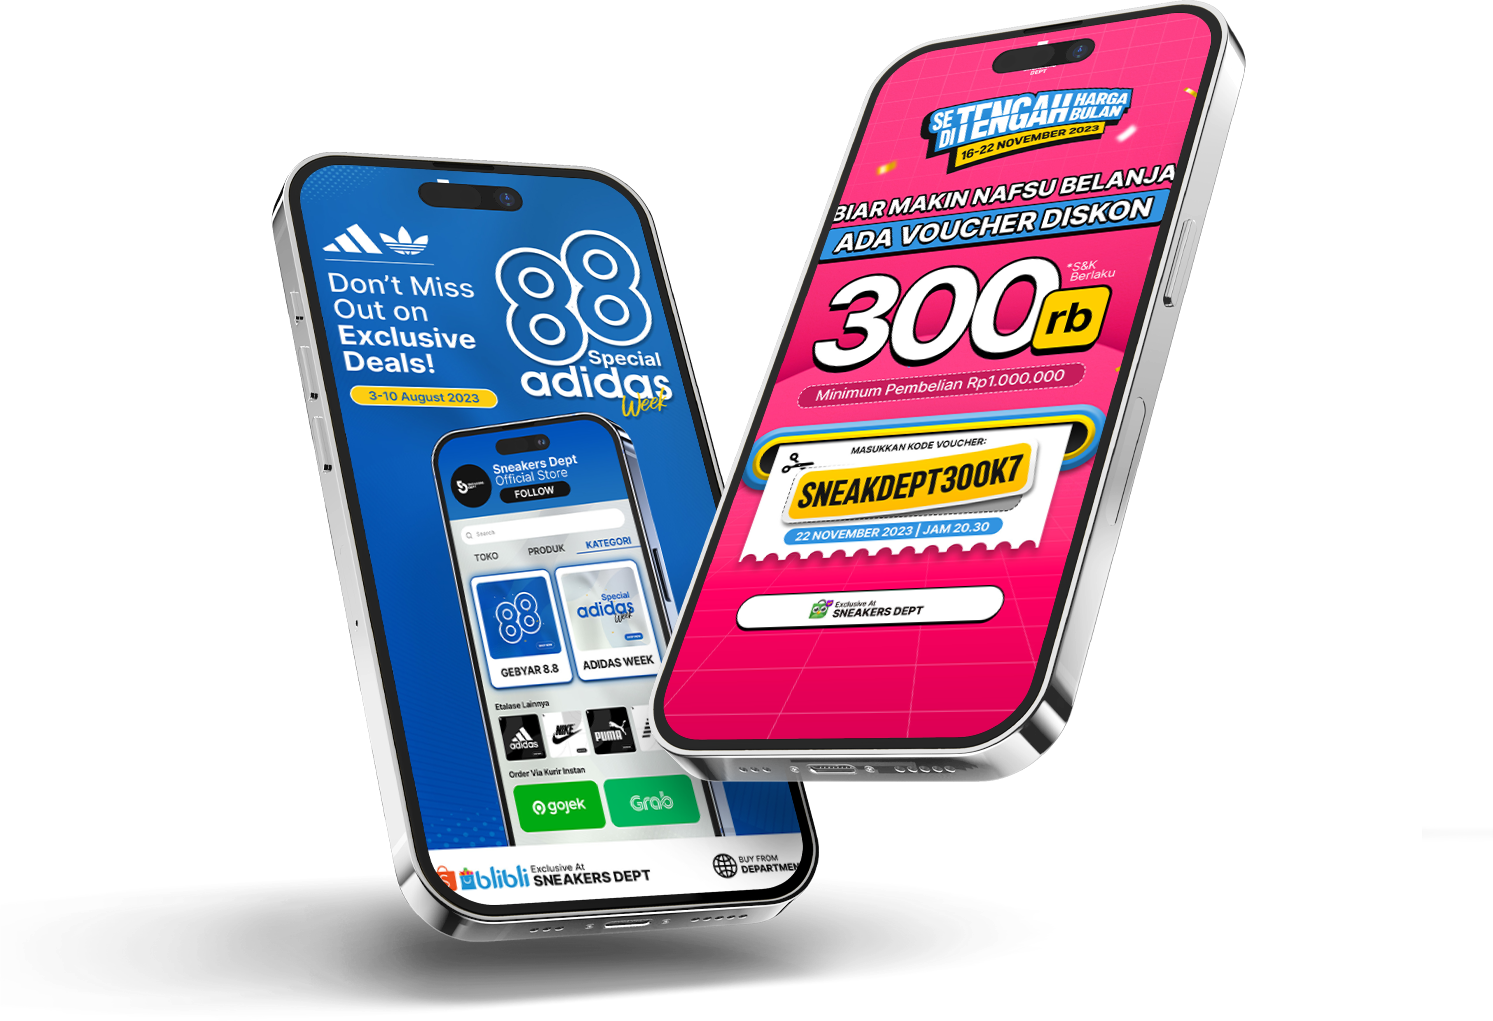 Don't Miss
Out on
Exclusive
Deals!
3-10 August 2023
88
Special
adidas
Week
Sneakers Dept
Official Store
FOLLOW
Search
TOKO PRODUK KATEGORI
88
GEBYAR 8.8
Special
adidas
Week
ADIDAS WEEK
Etalase Lainnya
adidas
NIKE
PUMA
Order Via Kurir Instan
gojek
Grab
blibli
Exclusive At
SNEAKERS DEPT
BUY FROM
DEPARTMEN
DEPT
SETENGAH HARGA
DITENGAH BULAN
16-22 NOVEMBER 2023
BIAR MAKIN NAFSU BELANJA
ADA VOUCHER DISKON
300rb
*S&K
Berlaku
Minimum Pembelian Rp1.000.000
MASUKKAN KODE VOUCHER:
SNEAKDEPT300K7
22 NOVEMBER 2023 | JAM 20.30
Exclusive At
SNEAKERS DEPT